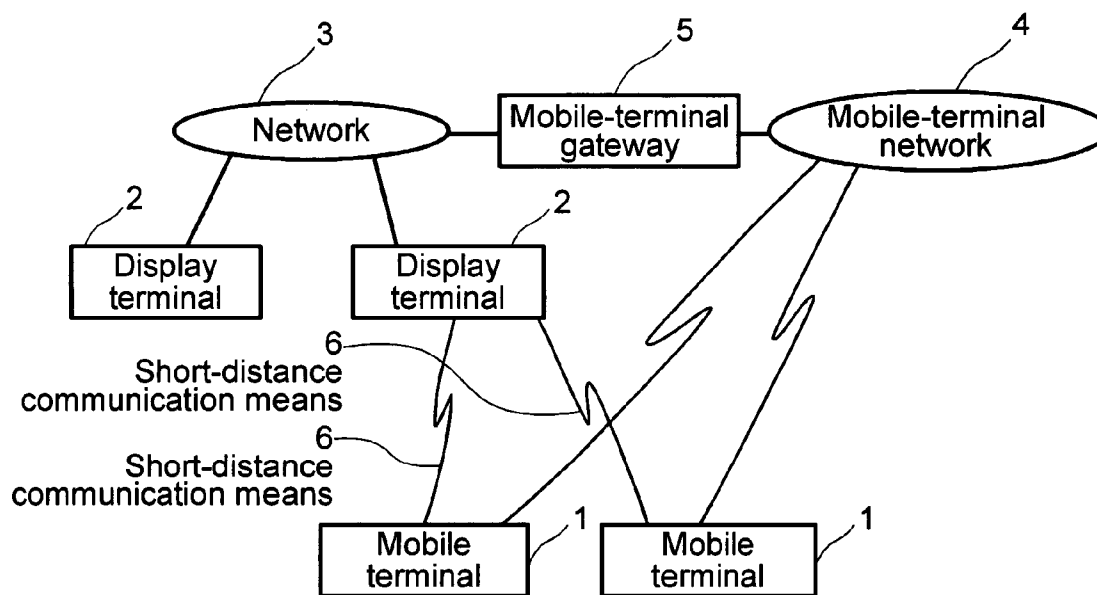 3
5
4
Network
Mobile-terminal
gateway
Mobile-terminal
network
2
2
Display
terminal
Display
terminal
6
Short-distance
communication means
6
Short-distance
communication means
1
1
Mobile
terminal
Mobile
terminal